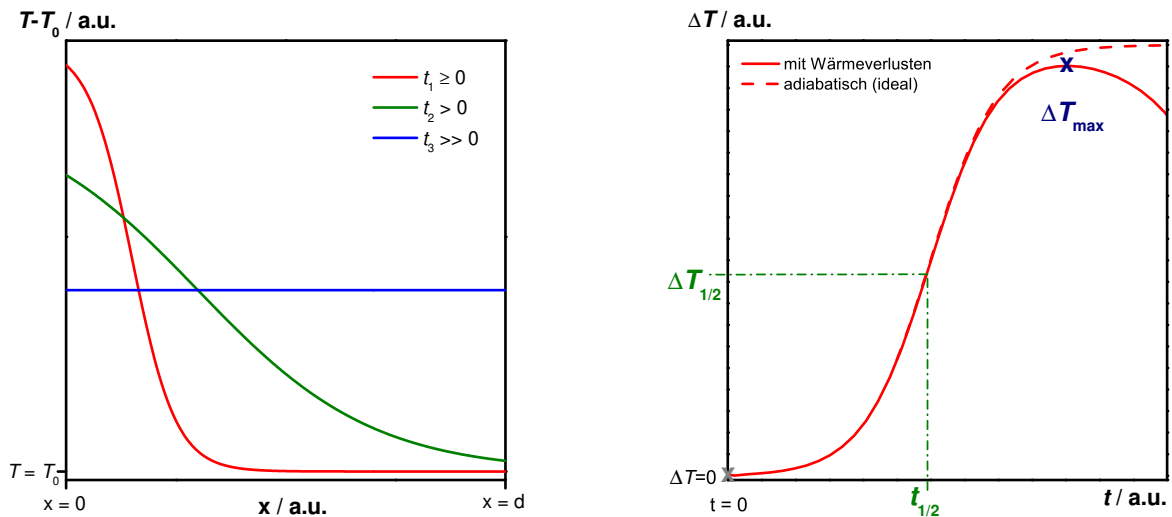 T-T₀ / a.u.
t₁ ≥ 0
t₂ > 0
t₃ >> 0
T = T₀
x = 0
x / a.u.
x = d
ΔT / a.u.
mit Wärmeverlusten
adiabatisch (ideal)
x
ΔTmax
ΔT1/2
ΔT=0
x
t = 0
t1/2
t / a.u.